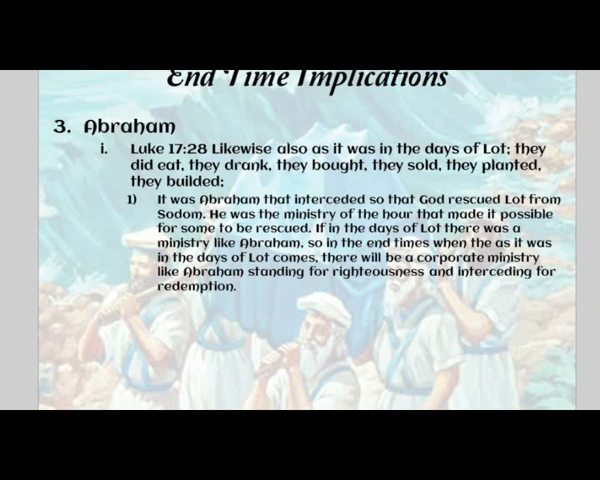 End Time Implications
3. Abraham
i. Luke 17:28 Likewise also as it was in the days of Lot; they
did eat, they drank, they bought, they sold, they planted,
they builded;
1) It was Abraham that interceded so that God rescued Lot from
Sodom. He was the ministry of the hour that made it possible
for some to be rescued. If in the days of Lot there was a
ministry like Abraham, so in the end times when the as it was
in the days of Lot comes, there will be a corporate ministry
like Abraham standing for righteousness and interceding for
redemption.